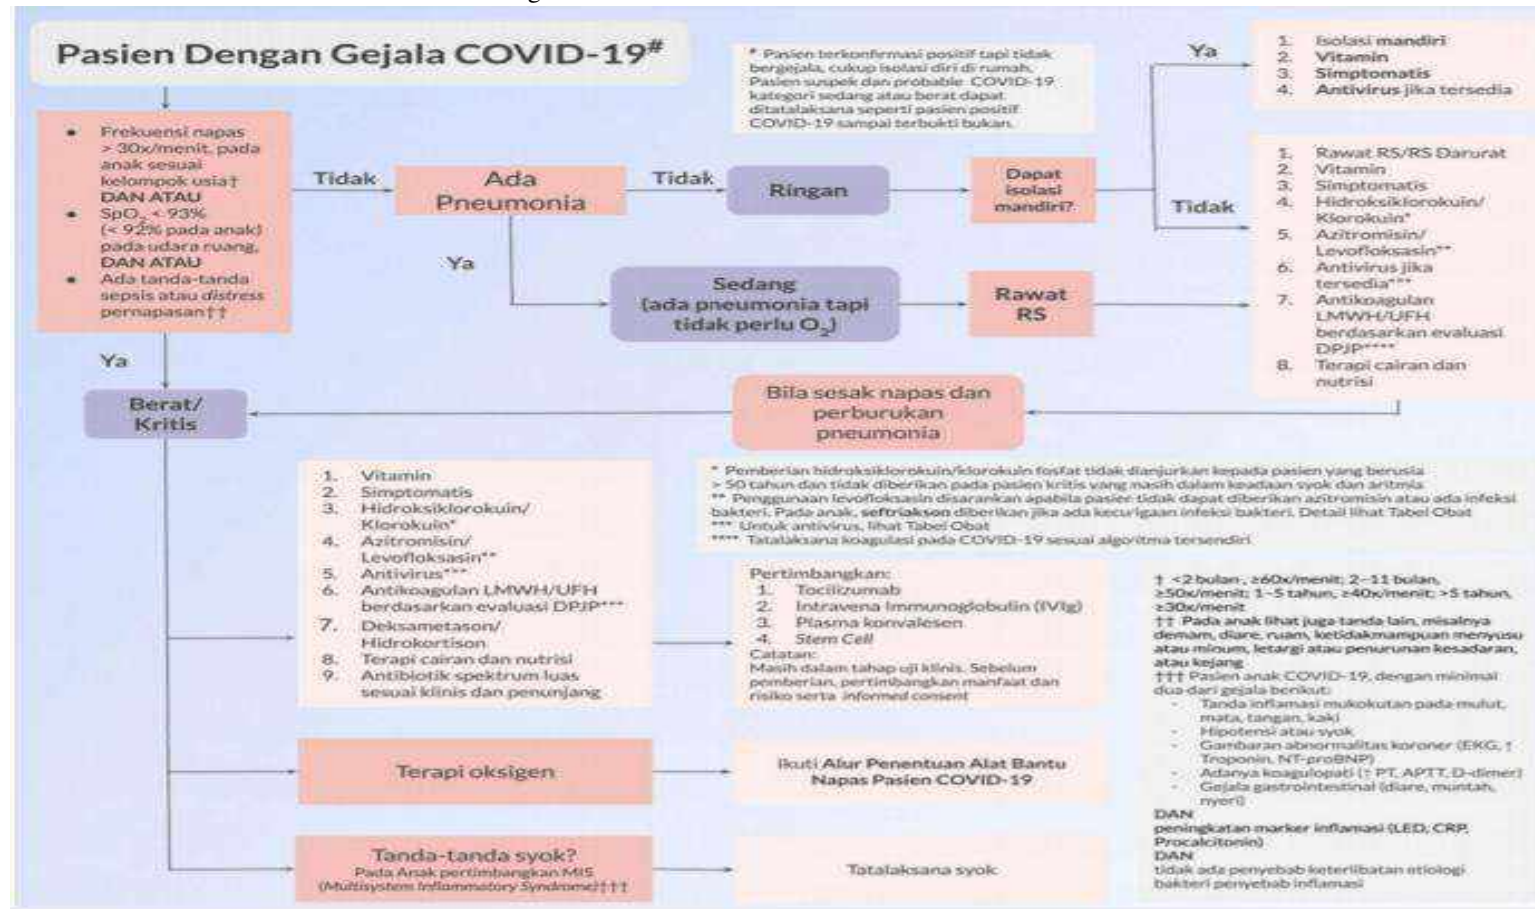 Pasien Dengan Gejala COVID-19#
# Pasien terkonfirmasi positif tapi tidak
bergejala, cukup isolasi diri di rumah.
Pasien suspek dan probable COVID-19
kategori sedang atau berat dapat
ditatalaksana seperti pasien positif
COVID-19 sampai terbukti bukan.
Ya
1. Isolasi mandiri
2. Vitamin
3. Simptomatis
4. Antivirus jika tersedia
• Frekuensi napas
> 30x/menit, pada
anak sesuai
kelompok usia†
DAN ATAU
• SpO2 < 93%
(< 92% pada anak)
pada udara ruang,
DAN ATAU
• Ada tanda-tanda
sepsis atau distress
pernapasan††
Tidak
Ada
Pneumonia
Tidak
Ringan
Dapat
isolasi
mandiri?
Tidak
1. Rawat RS/RS Darurat
2. Vitamin
3. Simptomatis
4. Hidroksiklorokuin/
Klorokuin*
5. Azitromisin/
Levofloksasin**
6. Antivirus jika
tersedia***
7. Antikoagulan
LMWH/UFH
berdasarkan evaluasi
DPJP****
8. Terapi cairan dan
nutrisi
Ya
Sedang
(ada pneumonia tapi
tidak perlu O2)
Rawat
RS
Ya
Berat/
Kritis
Bila sesak napas dan
perburukan
pneumonia
1. Vitamin
2. Simptomatis
3. Hidroksiklorokuin/
Klorokuin*
4. Azitromisin/
Levofloksasin**
5. Antivirus***
6. Antikoagulan LMWH/UFH
berdasarkan evaluasi DPJP***
7. Deksametason/
Hidrokortison
8. Terapi cairan dan nutrisi
9. Antibiotik spektrum luas
sesuai klinis dan penunjang
* Pemberian hidroksiklorokuin/klorokuin fosfat tidak dianjurkan kepada pasien yang berusia
> 50 tahun dan tidak diberikan pada pasien kritis yang masih dalam keadaan syok dan aritmia
** Penggunaan levofloksasin disarankan apabila pasien tidak dapat diberikan azitromisin atau ada infeksi
bakteri. Pada anak, seftriakson diberikan jika ada kecurigaan infeksi bakteri. Detail lihat Tabel Obat
*** Untuk antivirus, lihat Tabel Obat
**** Tatalaksana koagulasi pada COVID-19 sesuai algoritma tersendiri
Pertimbangkan:
1. Tocilizumab
2. Intravena Immunoglobulin (IVIg)
3. Plasma konvalesen
4. Stem Cell
Catatan:
Masih dalam tahap uji klinis. Sebelum
pemberian, pertimbangkan manfaat dan
risiko serta informed consent
† <2 bulan, ≥60x/menit; 2–11 bulan,
≥50x/menit; 1–5 tahun, ≥40x/menit; >5 tahun,
≥30x/menit
†† Pada anak lihat juga tanda lain, misalnya
demam, diare, ruam, ketidakmampuan menyusu
atau minum, letargi atau penurunan kesadaran,
atau kejang
††† Pasien anak COVID-19, dengan minimal
dua dari gejala berikut:
- Tanda inflamasi mukokutan pada mulut,
mata, tangan, kaki
- Hipotensi atau syok
- Gambaran abnormalitas koroner (EKG, ↑
Troponin, NT-proBNP)
- Adanya koagulopati (↑ PT, APTT, D-dimer)
- Gejala gastrointestinal (diare, muntah,
nyeri)
DAN
peningkatan marker inflamasi (LED, CRP,
Procalcitonin)
DAN
tidak ada penyebab keterlibatan etiologi
bakteri penyebab inflamasi
Terapi oksigen
Ikuti Alur Penentuan Alat Bantu
Napas Pasien COVID-19
Tanda-tanda syok?
Pada Anak pertimbangkan MIS
(Multisystem Inflammatory Syndrome)†††
Tatalaksana syok